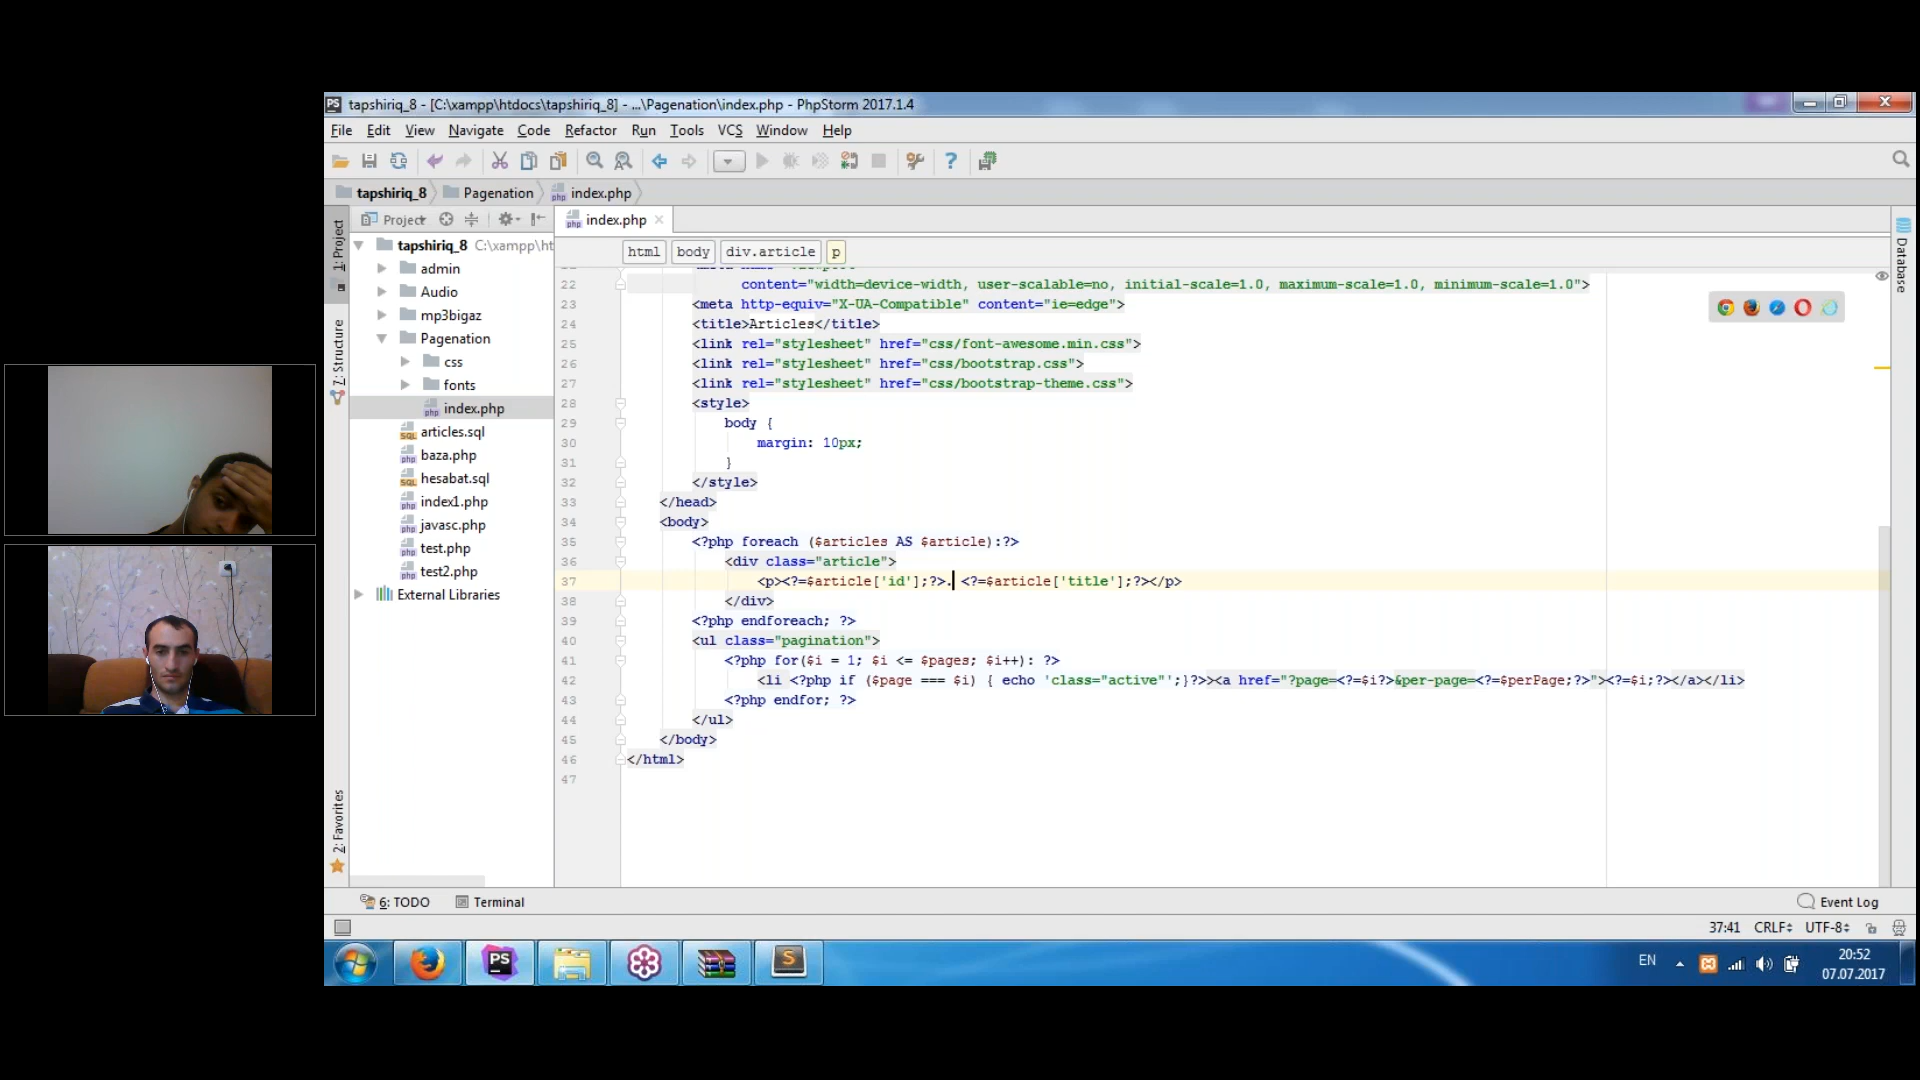 tapshiriq_8 - [C:\xampp\htdocs\tapshiriq_8] - ...\Pagenation\index.php - PhpStorm 2017.1.4
File Edit View Navigate Code Refactor Run Tools VCS Window Help
tapshiriq_8 Pagenation index.php
Project
index.php
html body div.article p
1: Project
7: Structure
2: Favorites
tapshiriq_8 C:\xampp\ht
admin
Audio
mp3bigaz
Pagenation
css
fonts
index.php
articles.sql
baza.php
hesabat.sql
index1.php
javasc.php
test.php
test2.php
External Libraries
22 content="width=device-width, user-scalable=no, initial-scale=1.0, maximum-scale=1.0, minimum-scale=1.0">
23 <meta http-equiv="X-UA-Compatible" content="ie=edge">
24 <title>Articles</title>
25 <link rel="stylesheet" href="css/font-awesome.min.css">
26 <link rel="stylesheet" href="css/bootstrap.css">
27 <link rel="stylesheet" href="css/bootstrap-theme.css">
28 <style>
29 body {
30 margin: 10px;
31 }
32 </style>
33 </head>
34 <body>
35 <?php foreach ($articles AS $article):?>
36 <div class="article">
37 <p><?=$article['id'];?>. <?=$article['title'];?></p>
38 </div>
39 <?php endforeach; ?>
40 <ul class="pagination">
41 <?php for($i = 1; $i <= $pages; $i++): ?>
42 <li <?php if ($page === $i) { echo 'class="active"';}?>><a href="?page=<?=$i?>&per-page=<?=$perPage;?>"><?=$i;?></a></li>
43 <?php endfor; ?>
44 </ul>
45 </body>
46 </html>
47
Database
6: TODO Terminal Event Log
37:41 CRLF UTF-8
EN
20:52
07.07.2017